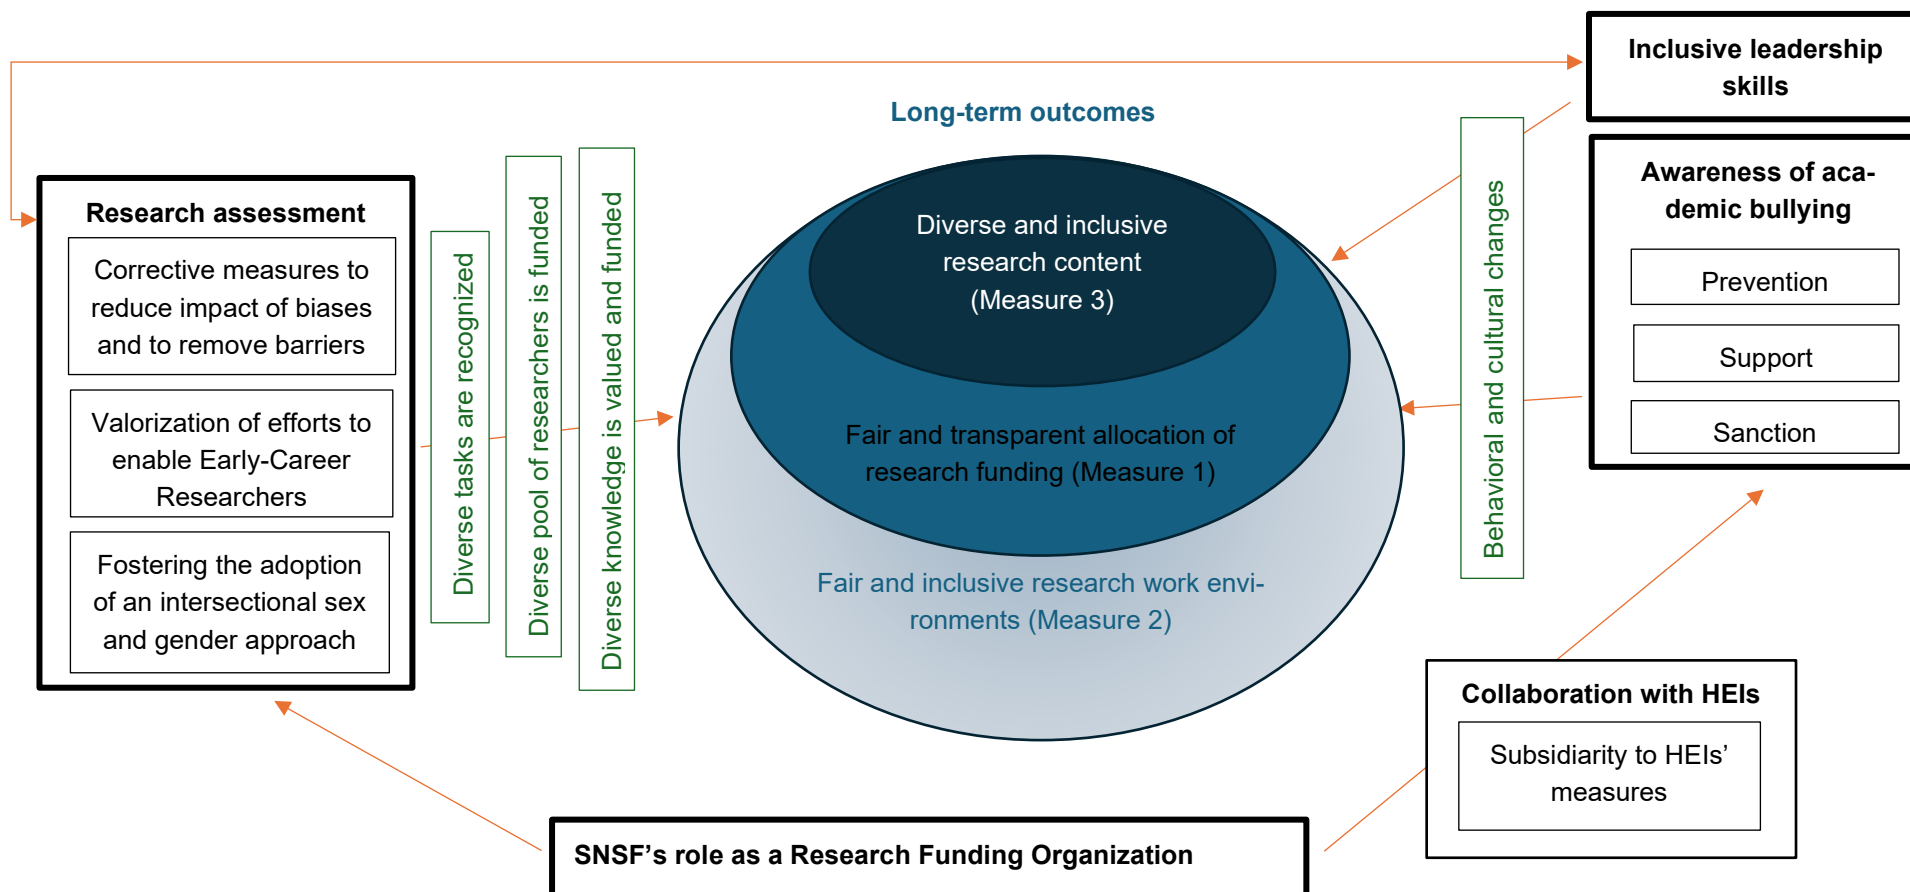 Inclusive leadership
skills
Long-term outcomes
Awareness of aca-
demic bullying
Prevention
Support
Sanction
Research assessment
Corrective measures to
reduce impact of biases
and to remove barriers
Valorization of efforts to
enable Early-Career
Researchers
Fostering the adoption
of an intersectional sex
and gender approach
Diverse tasks are recognized
Diverse pool of researchers is funded
Diverse knowledge is valued and funded
Diverse and inclusive
research content
(Measure 3)
Fair and transparent allocation of
research funding (Measure 1)
Fair and inclusive research work envi-
ronments (Measure 2)
Behavioral and cultural changes
Collaboration with HEIs
Subsidiarity to HEIs’
measures
SNSF’s role as a Research Funding Organization